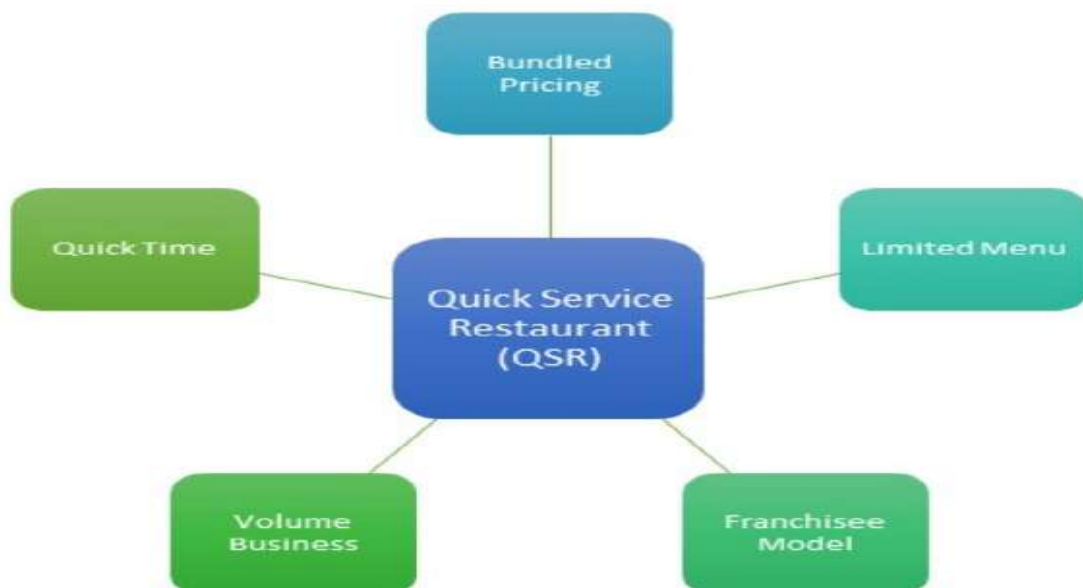 Bundled
Pricing
Quick Time
Limited Menu
Quick Service
Restaurant
(QSR)
Volume
Business
Franchisee
Model